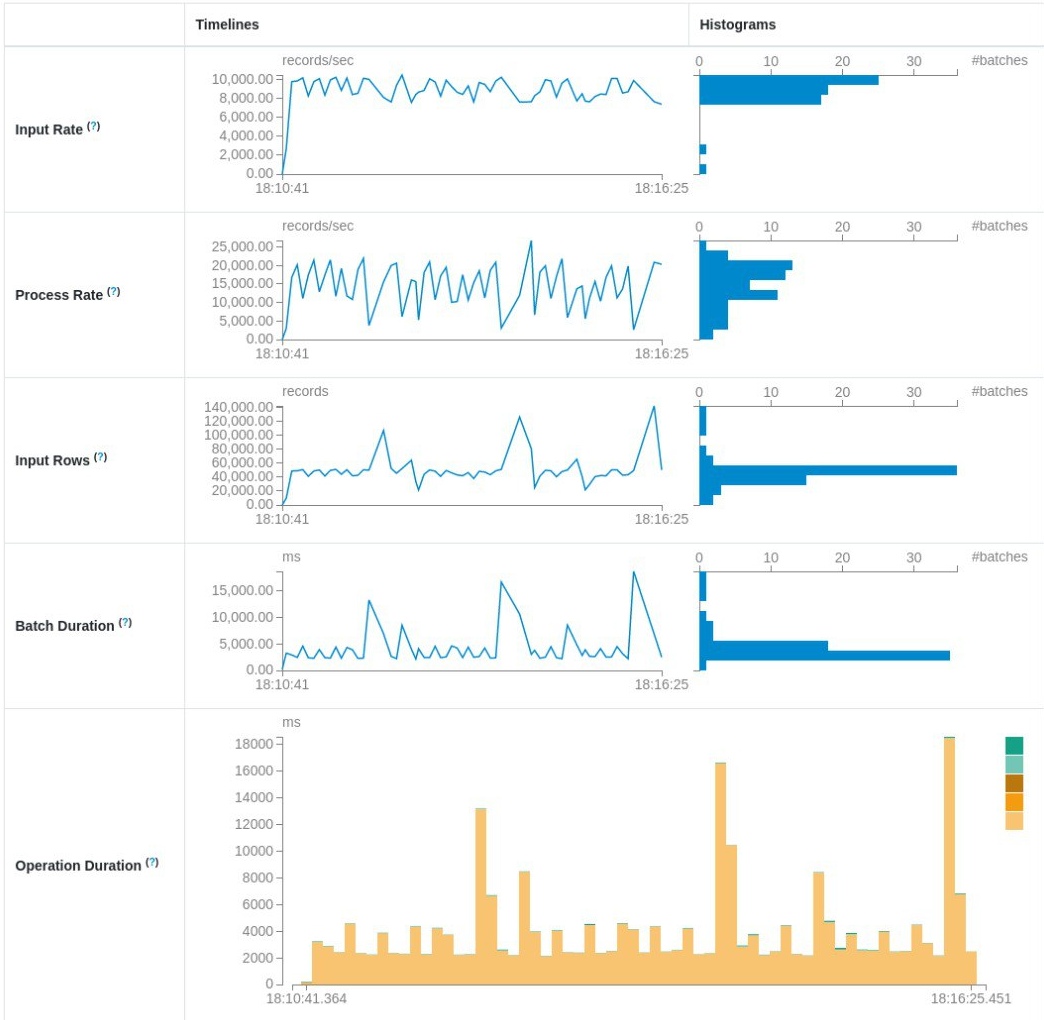 Timelines Histograms
Input Rate (?)
records/sec
10,000.00
8,000.00
6,000.00
4,000.00
2,000.00
0.00
18:10:41 18:16:25
0 10 20 30 #batches
Process Rate (?)
records/sec
25,000.00
20,000.00
15,000.00
10,000.00
5,000.00
0.00
18:10:41 18:16:25
0 10 20 30 #batches
Input Rows (?)
records
140,000.00
120,000.00
100,000.00
80,000.00
60,000.00
40,000.00
20,000.00
0.00
18:10:41 18:16:25
0 10 20 30 #batches
Batch Duration (?)
ms
15,000.00
10,000.00
5,000.00
0.00
18:10:41 18:16:25
0 10 20 30 #batches
Operation Duration (?)
ms
18000
16000
14000
12000
10000
8000
6000
4000
2000
0
18:10:41.364 18:16:25.451